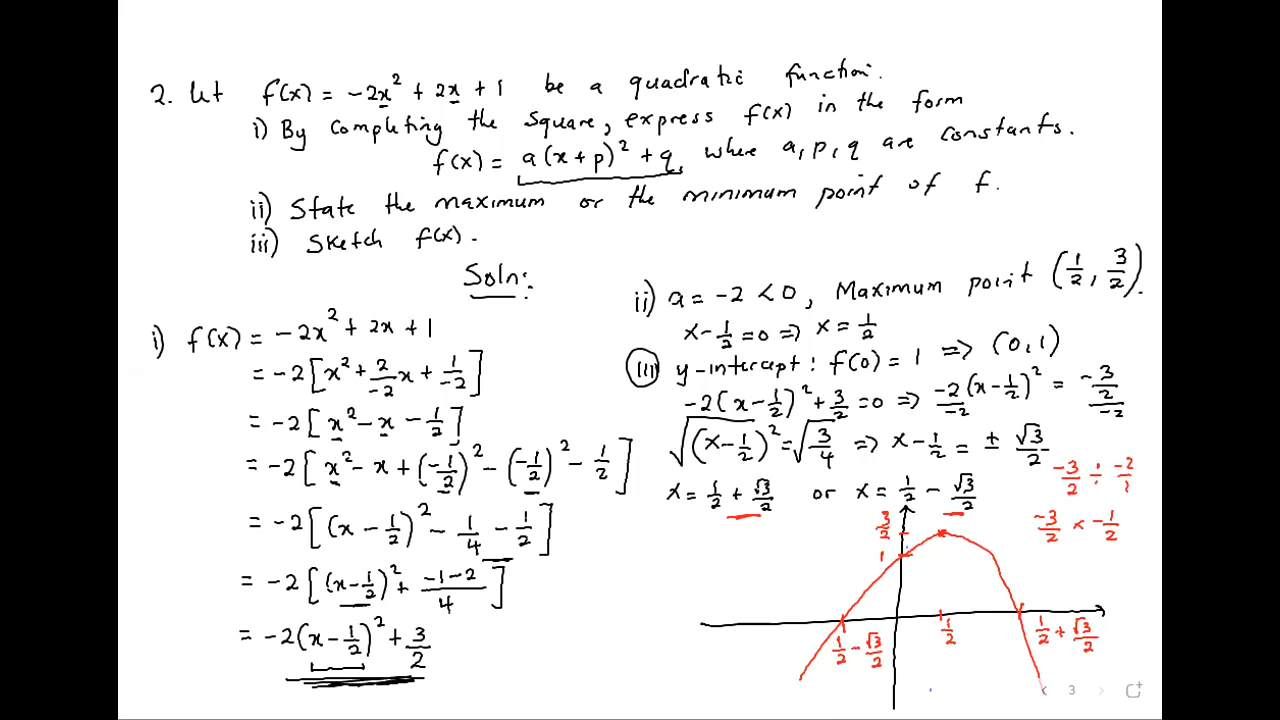 2. Let f(x) = -2x² + 2x + 1 be a quadratic function.
i) By completing the square, express f(x) in the form
f(x) = a(x+p)² + q, where a, p, q are constants.
ii) State the maximum or the minimum point of f.
iii) Sketch f(x).
Soln:
i) f(x) = -2x² + 2x + 1
= -2[x² + 2/-2 x + 1/-2]
= -2[x² - x - 1/2]
= -2[x² - x + (-1/2)² - (-1/2)² - 1/2]
= -2[(x - 1/2)² - 1/4 - 1/2]
= -2[(x - 1/2)² + -1-2/4]
= -2(x - 1/2)² + 3/2
ii) a = -2 < 0, Maximum point (1/2, 3/2).
x - 1/2 = 0 => x = 1/2
(iii) y-intercept : f(0) = 1 => (0, 1)
-2(x - 1/2)² + 3/2 = 0 => -2/-2 (x - 1/2)² = -3/2/-2
√(x - 1/2)² = √3/4 => x - 1/2 = ± √3/2
x = 1/2 + √3/2 or x = 1/2 - √3/2
-3/2 ÷ -2/1
-3/2 × -1/2
3/2
1
1/2 - √3/2
1/2
1/2 + √3/2
3